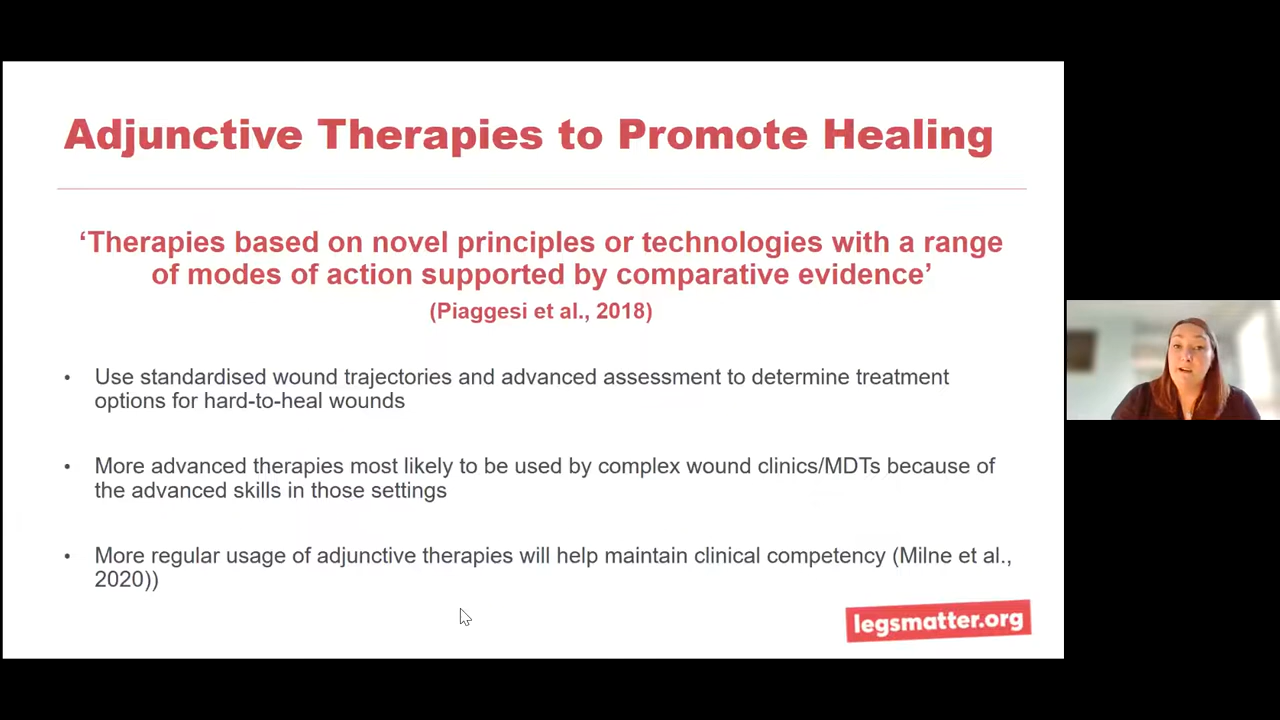 Adjunctive Therapies to Promote Healing
‘Therapies based on novel principles or technologies with a range
of modes of action supported by comparative evidence’
(Piaggesi et al., 2018)
• Use standardised wound trajectories and advanced assessment to determine treatment
options for hard-to-heal wounds
• More advanced therapies most likely to be used by complex wound clinics/MDTs because of
the advanced skills in those settings
• More regular usage of adjunctive therapies will help maintain clinical competency (Milne et al.,
2020))
legsmatter.org